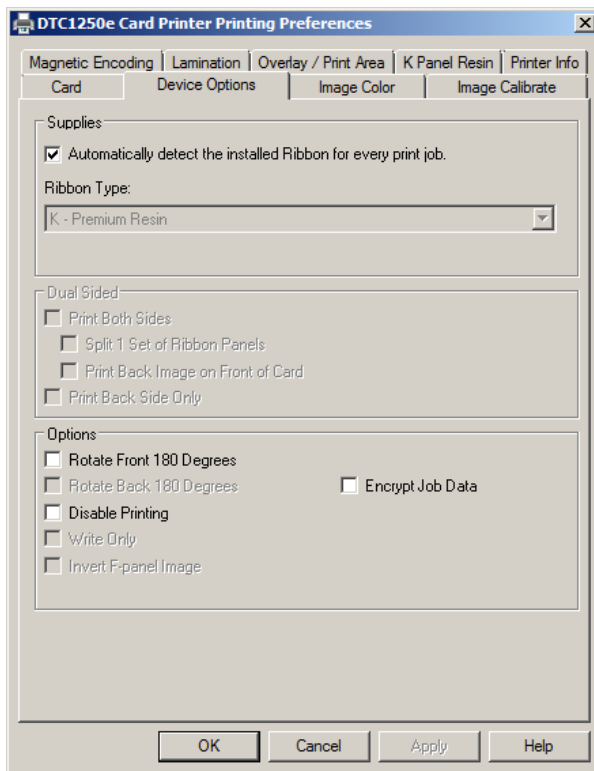 DTC1250e Card Printer Printing Preferences
Magnetic Encoding Lamination Overlay / Print Area K Panel Resin Printer Info
Card Device Options Image Color Image Calibrate
Supplies
Automatically detect the installed Ribbon for every print job.
Ribbon Type:
K - Premium Resin
Dual Sided
Print Both Sides
Split 1 Set of Ribbon Panels
Print Back Image on Front of Card
Print Back Side Only
Options
Rotate Front 180 Degrees
Rotate Back 180 Degrees Encrypt Job Data
Disable Printing
Write Only
Invert F-panel Image
OK Cancel Apply Help